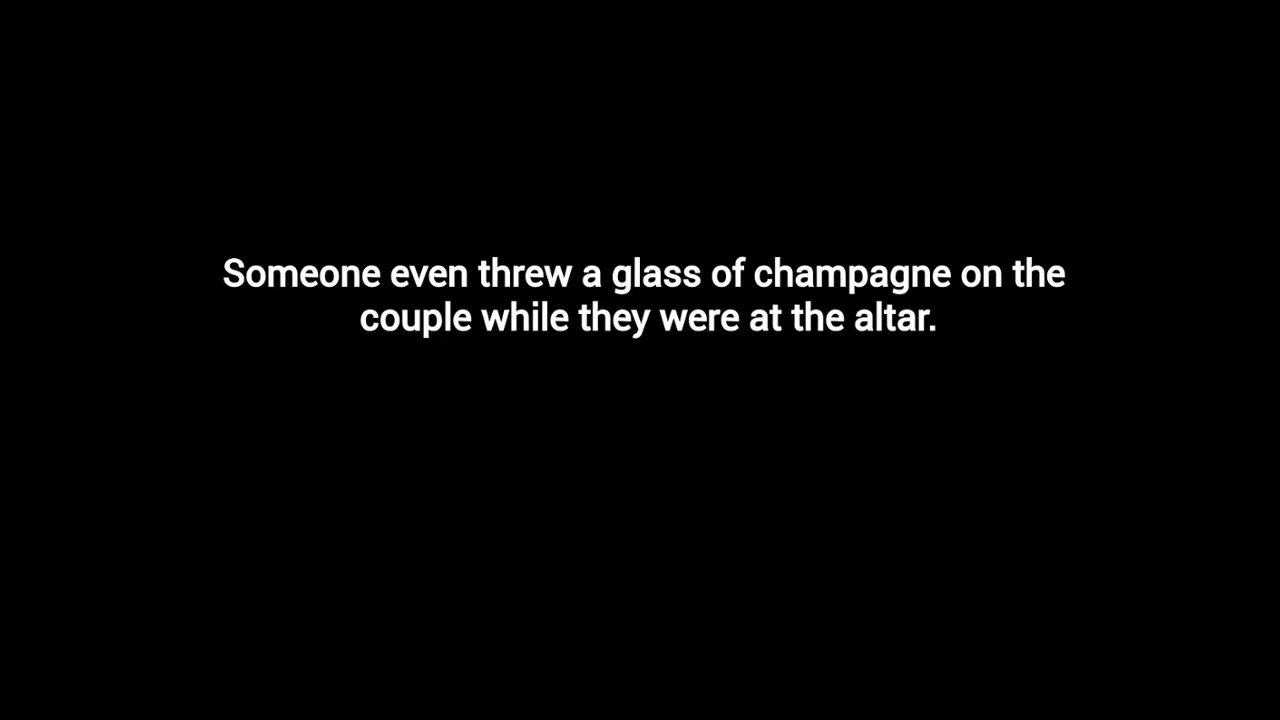 Someone even threw a glass of champagne on the
couple while they were at the altar.